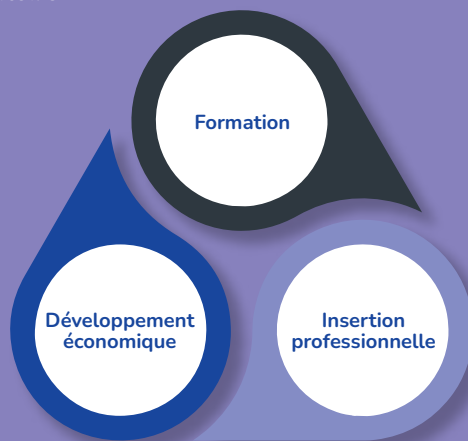 Formation
Développement
économique
Insertion
professionnelle